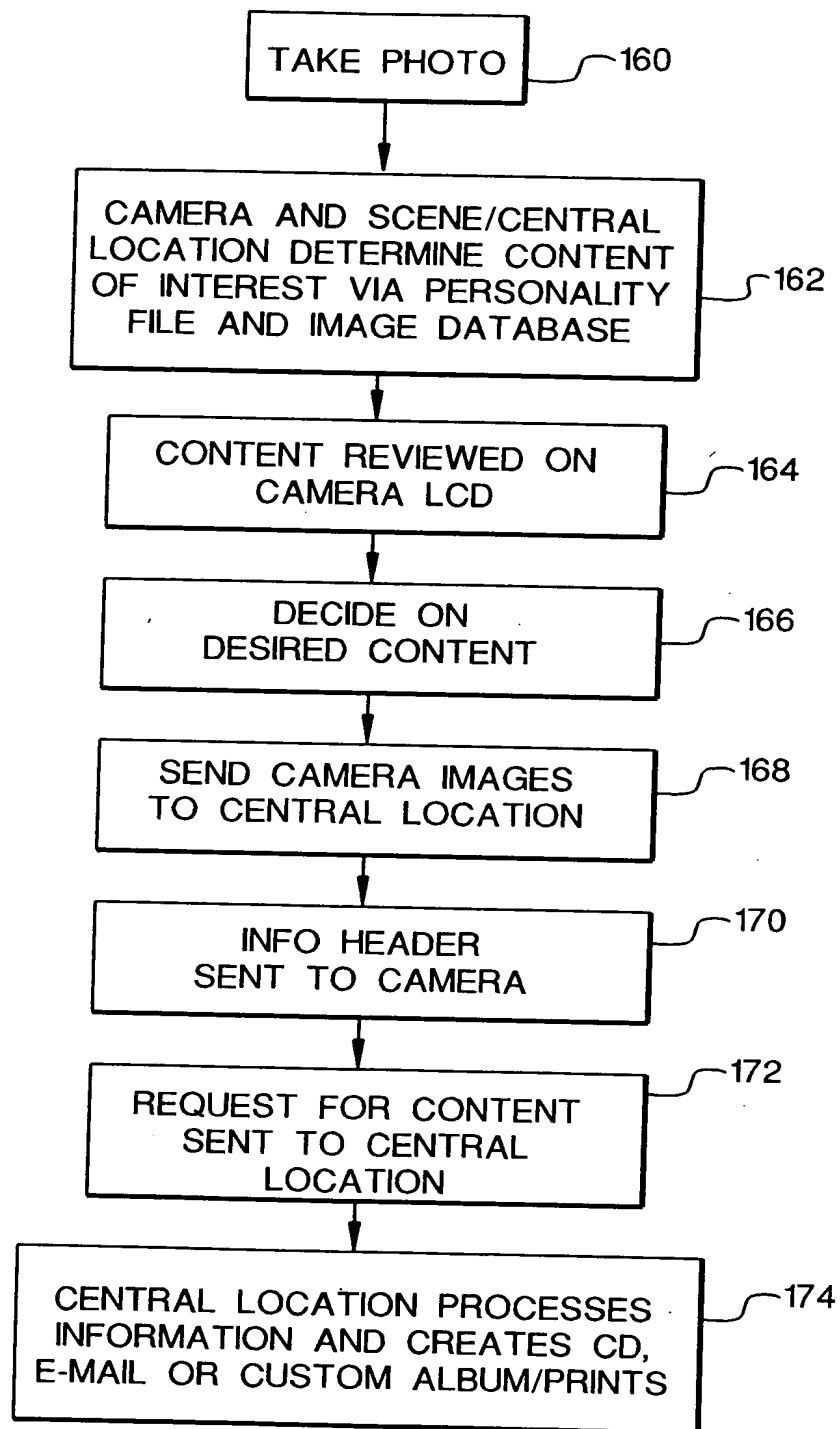 TAKE PHOTO
160
CAMERA AND SCENE/CENTRAL
LOCATION DETERMINE CONTENT
OF INTEREST VIA PERSONALITY
FILE AND IMAGE DATABASE
162
CONTENT REVIEWED ON
CAMERA LCD
164
DECIDE ON
DESIRED CONTENT
166
SEND CAMERA IMAGES
TO CENTRAL LOCATION
168
INFO HEADER
SENT TO CAMERA
170
REQUEST FOR CONTENT
SENT TO CENTRAL
LOCATION
172
CENTRAL LOCATION PROCESSES
INFORMATION AND CREATES CD,
E-MAIL OR CUSTOM ALBUM/PRINTS
174